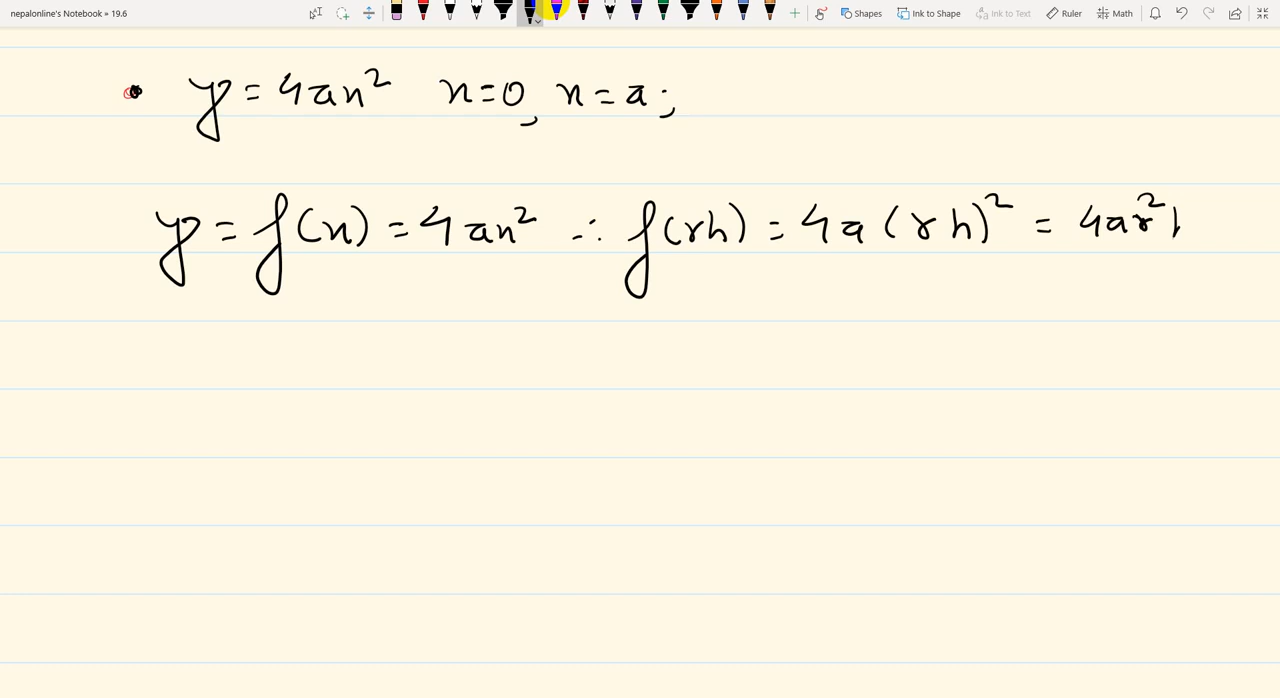 nepalonline's Notebook » 19.6 Shapes Ink to Shape Ink to Text Ruler Math
y = 4ax² x=0, x=a;
y = f(x) = 4ax² ∴ f(rh) = 4a(rh)² = 4ar²